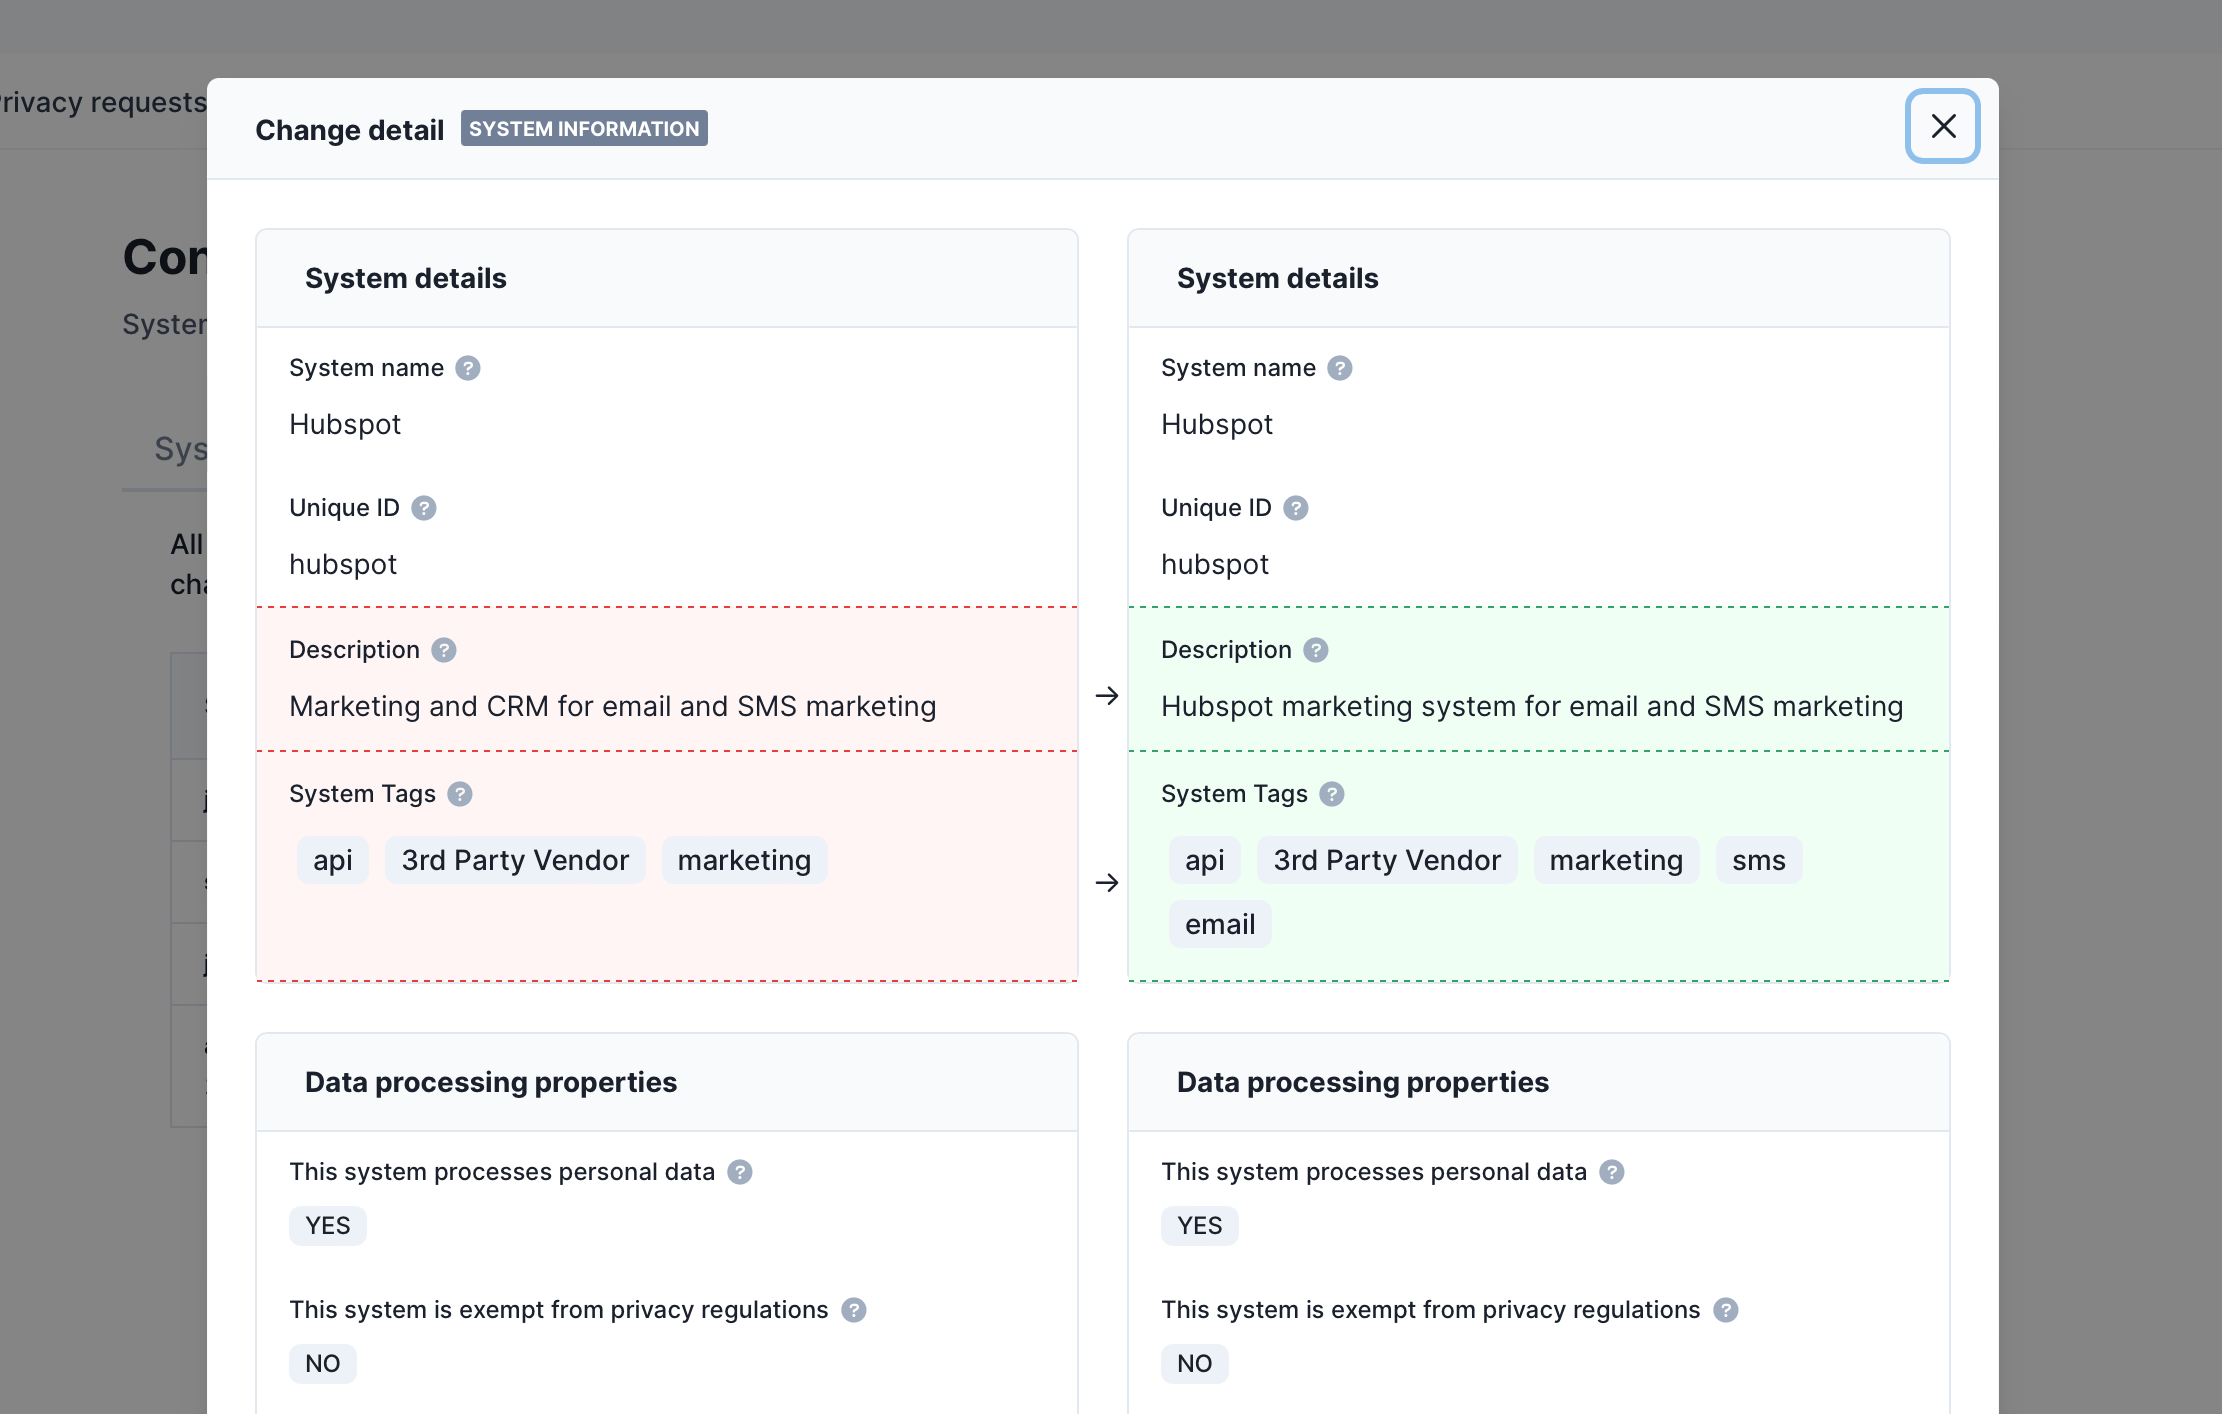 Privacy requests
Change detail SYSTEM INFORMATION
Con
System
Sys
All
cha
System details
System name
Hubspot
Unique ID
hubspot
Description
Marketing and CRM for email and SMS marketing
System Tags
api 3rd Party Vendor marketing
System details
System name
Hubspot
Unique ID
hubspot
Description
Hubspot marketing system for email and SMS marketing
System Tags
api 3rd Party Vendor marketing sms
email
Data processing properties
This system processes personal data
YES
This system is exempt from privacy regulations
NO
Data processing properties
This system processes personal data
YES
This system is exempt from privacy regulations
NO